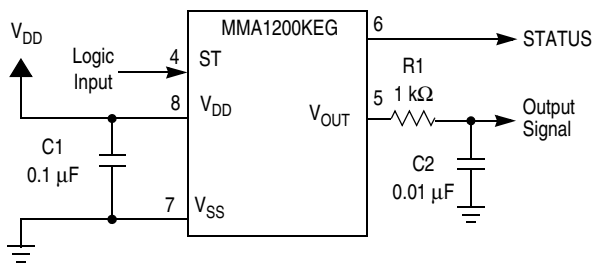 MMA1200KEG
V_DD
Logic
Input
4
ST
6
STATUS
R1
1 kΩ
8
V_DD
V_OUT
5
Output
Signal
C1
0.1 μF
C2
0.01 μF
7
V_SS